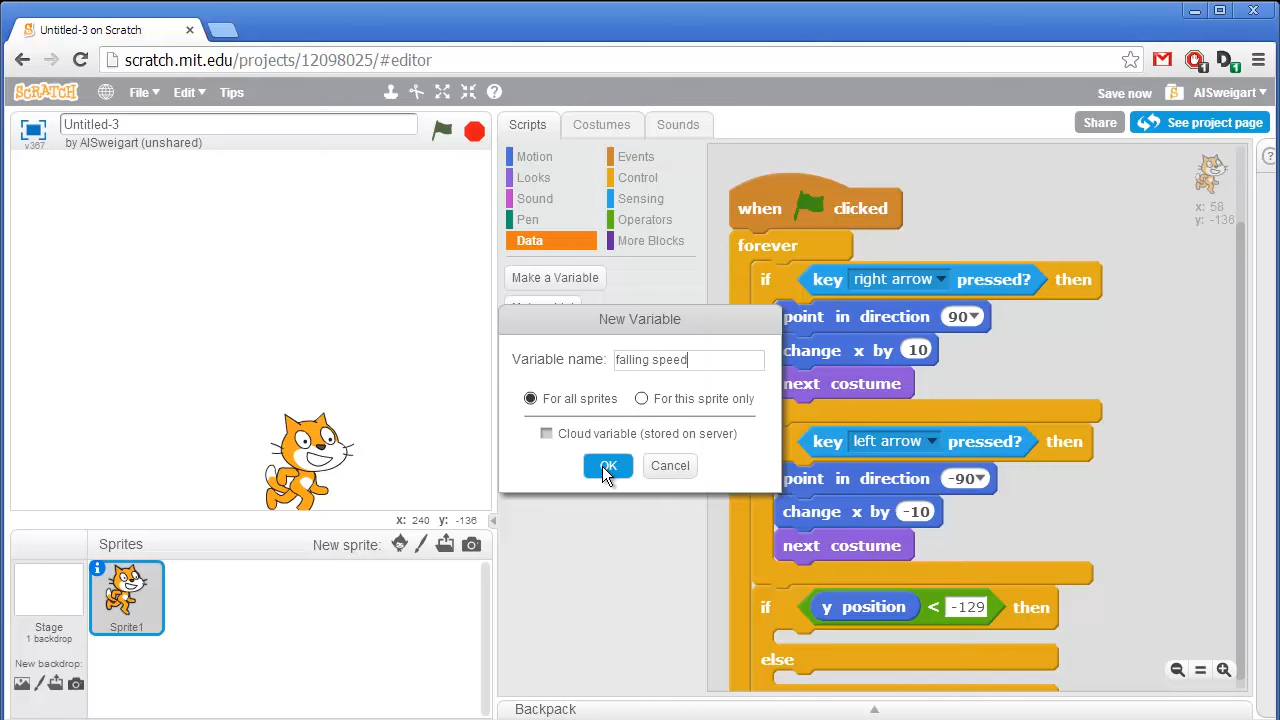 Untitled-3 on Scratch
scratch.mit.edu/projects/12098025/#editor
1
1
SCRATCH
File
Edit
Tips
Save now
AlSweigart
v367
Untitled-3
by AlSweigart (unshared)
Scripts
Costumes
Sounds
Share
See project page
Motion
Events
Looks
Control
Sound
Sensing
Pen
Operators
Data
More Blocks
Make a Variable
x: 58
y: -136
when clicked
forever
if key right arrow pressed? then
point in direction 90
change x by 10
next costume
key left arrow pressed? then
point in direction -90
change x by -10
next costume
if y position < -129 then
else
New Variable
Variable name: falling speed
For all sprites
For this sprite only
Cloud variable (stored on server)
OK
Cancel
x: 240 y: -136
Sprites
New sprite:
Sprite1
Stage
1 backdrop
New backdrop:
Backpack